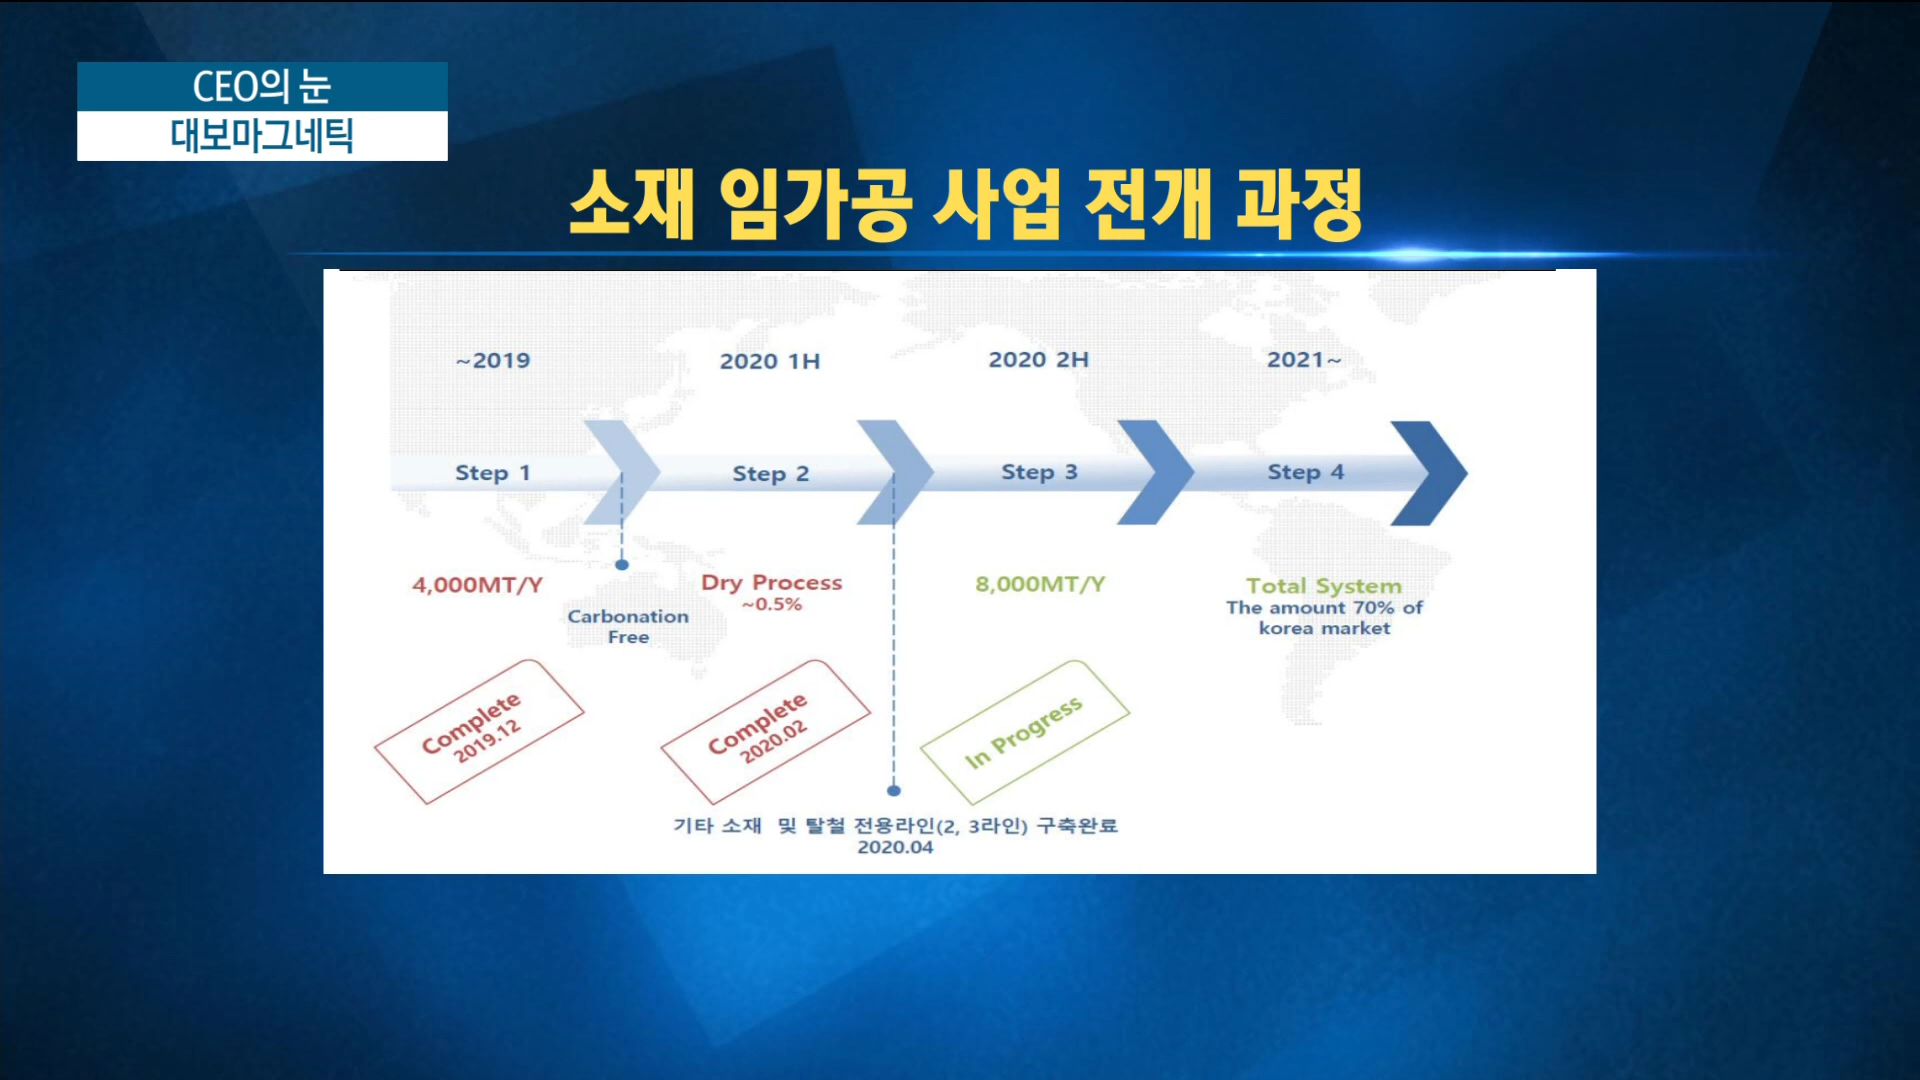 CEO의 눈
대보마그네틱
소재 임가공 사업 전개 과정
~2019
2020 1H
2020 2H
2021~
Step 1
Step 2
Step 3
Step 4
4,000MT/Y
Carbonation
Free
Dry Process
~0.5%
8,000MT/Y
Total System
The amount 70% of
korea market
Complete
2019.12
Complete
2020.02
In Progress
기타 소재 및 탈철 전용라인(2, 3라인) 구축완료
2020.04